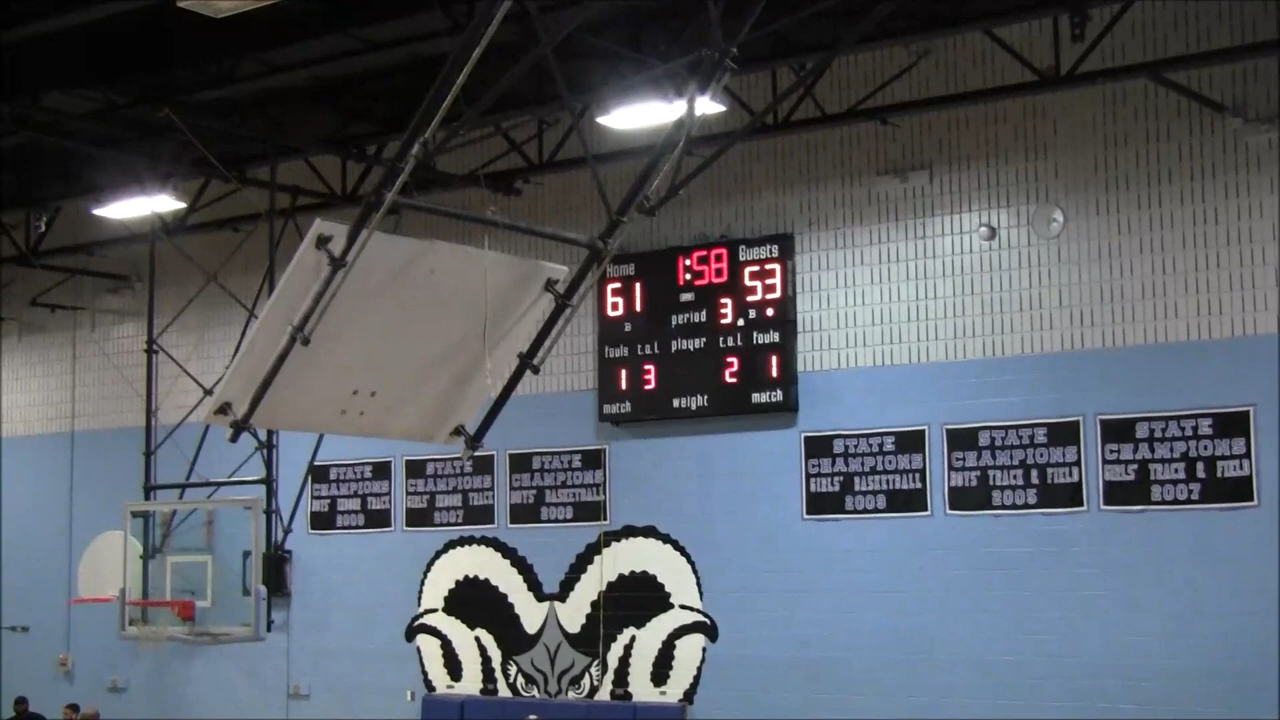 Home 1:58 Guests
61 53
B period 3 B
fouls t.o.l player t.o.l fouls
1 3 2 1
match weight match
STATE
CHAMPIONS
BOYS' INDOOR TRACK
STATE
CHAMPIONS
GIRLS' INDOOR TRACK
2007
STATE
CHAMPIONS
BOYS' BASKETBALL
2009
STATE
CHAMPIONS
GIRLS' BASKETBALL
2009
STATE
CHAMPIONS
BOYS' TRACK & FIELD
2005
STATE
CHAMPIONS
GIRLS' TRACK & FIELD
2007